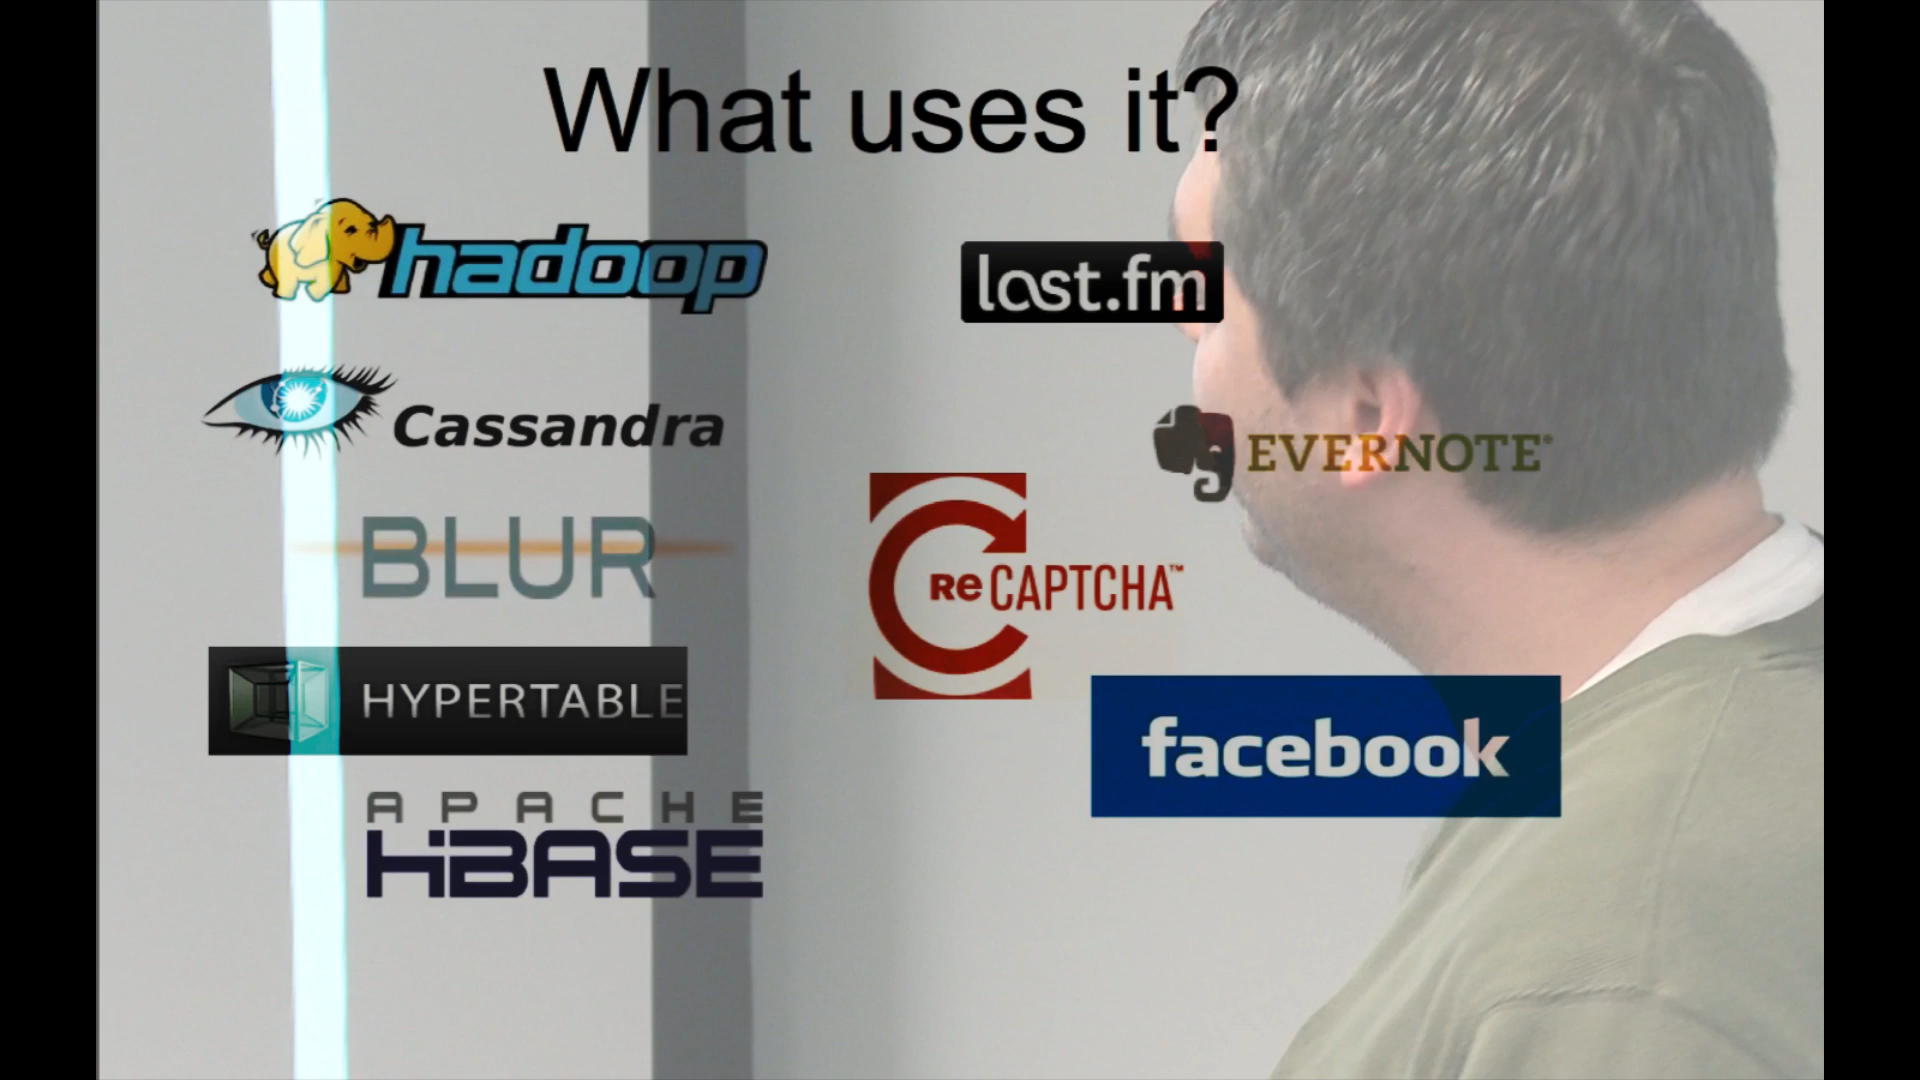 What uses it?
hadoop
last.fm
Cassandra
EVERNOTE®
BLUR
ReCAPTCHA™
HYPERTABLE
facebook
APACHE
HBASE